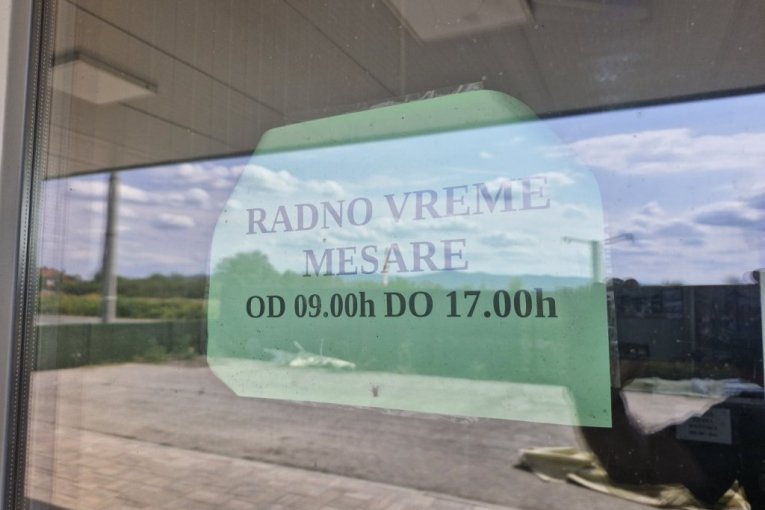 RADNO VREME
MESARE
OD 09.00h DO 17.00h